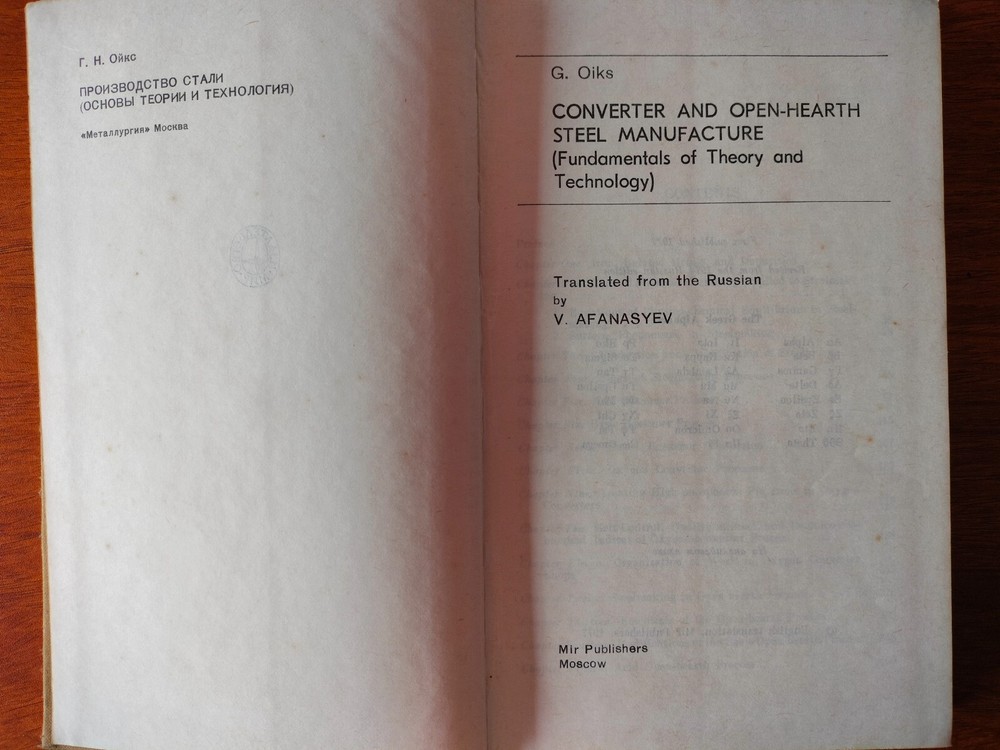 Г. Н. Ойкс
ПРОИЗВОДСТВО СТАЛИ
(ОСНОВЫ ТЕОРИИ И ТЕХНОЛОГИЯ)
«Металлургия» Москва
G. Oiks
CONVERTER AND OPEN-HEARTH
STEEL MANUFACTURE
(Fundamentals of Theory and
Technology)
Translated from the Russian
by
V. AFANASYEV
Mir Publishers
Moscow